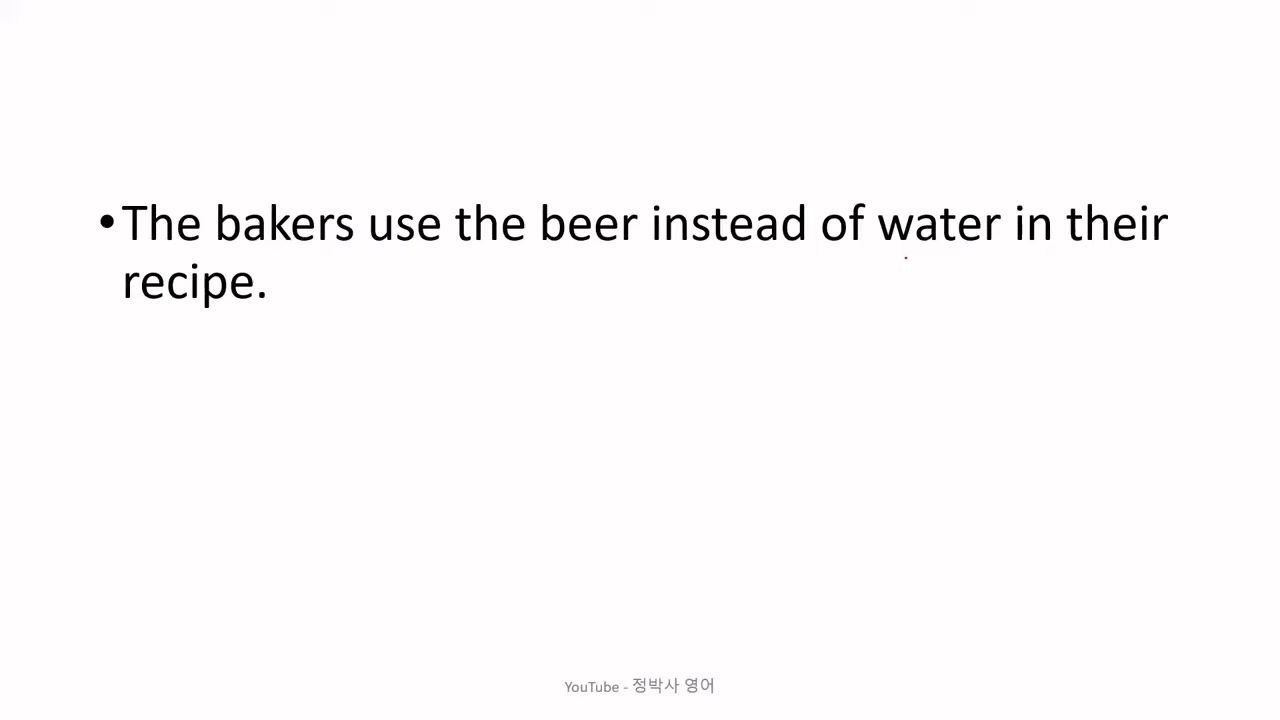 •The bakers use the beer instead of water in their
recipe.
YouTube - 정박사 영어